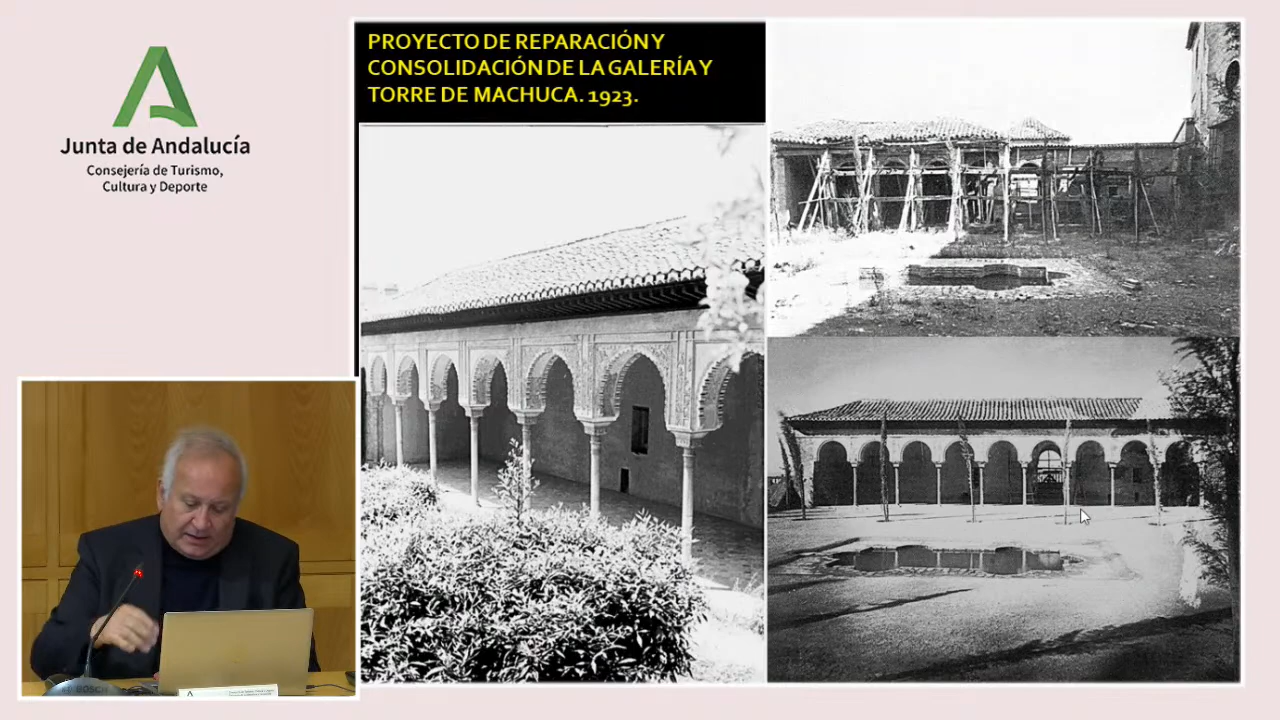 Junta de Andalucía
Consejería de Turismo,
Cultura y Deporte
PROYECTO DE REPARACIÓN Y
CONSOLIDACIÓN DE LA GALERÍA Y
TORRE DE MACHUCA. 1923.
BOSCH